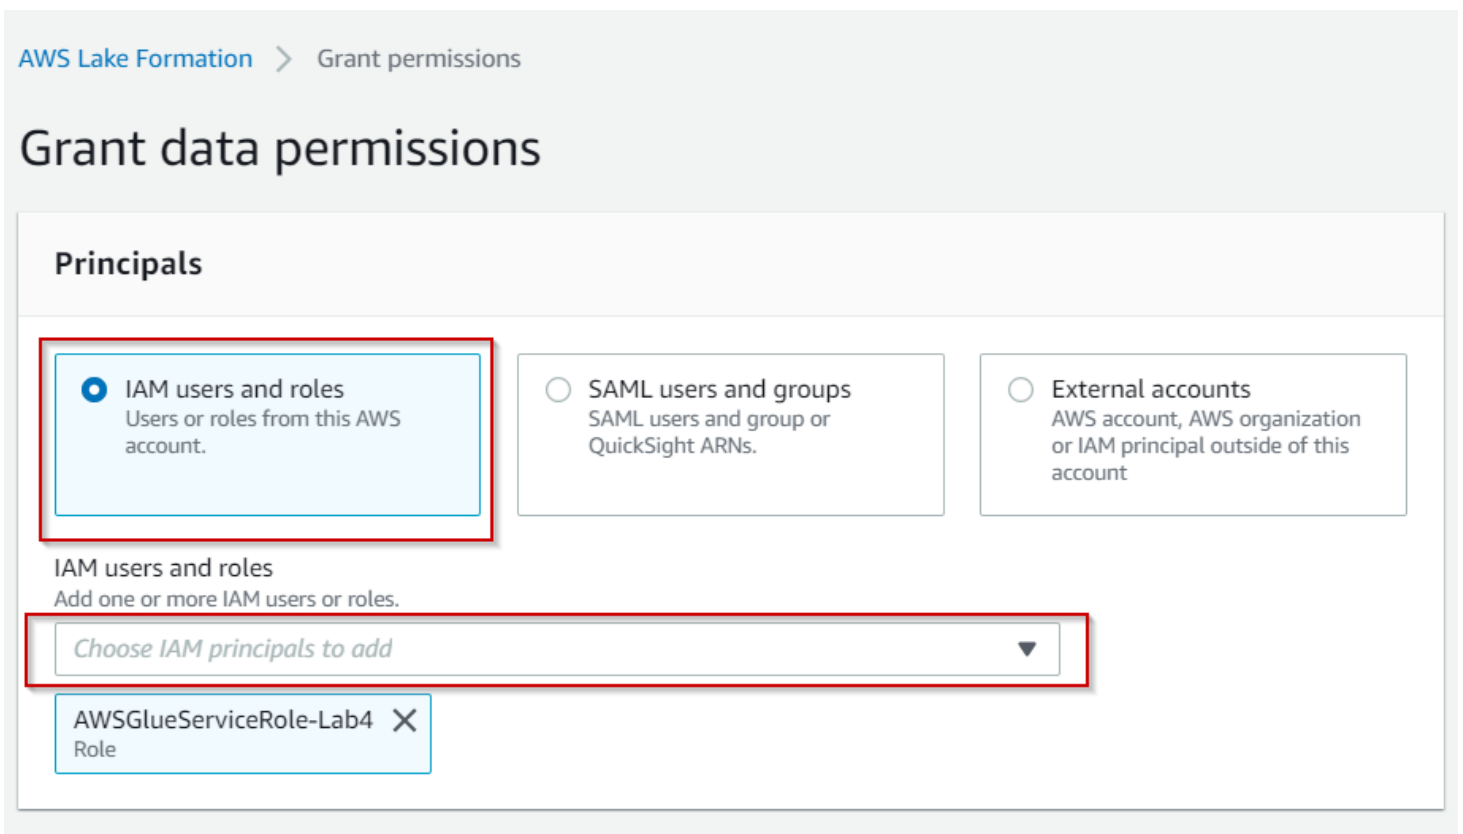 AWS Lake Formation > Grant permissions
Grant data permissions
Principals
IAM users and roles
Users or roles from this AWS
account.
SAML users and groups
SAML users and group or
QuickSight ARNs.
External accounts
AWS account, AWS organization
or IAM principal outside of this
account
IAM users and roles
Add one or more IAM users or roles.
Choose IAM principals to add
AWSGlueServiceRole-Lab4
Role